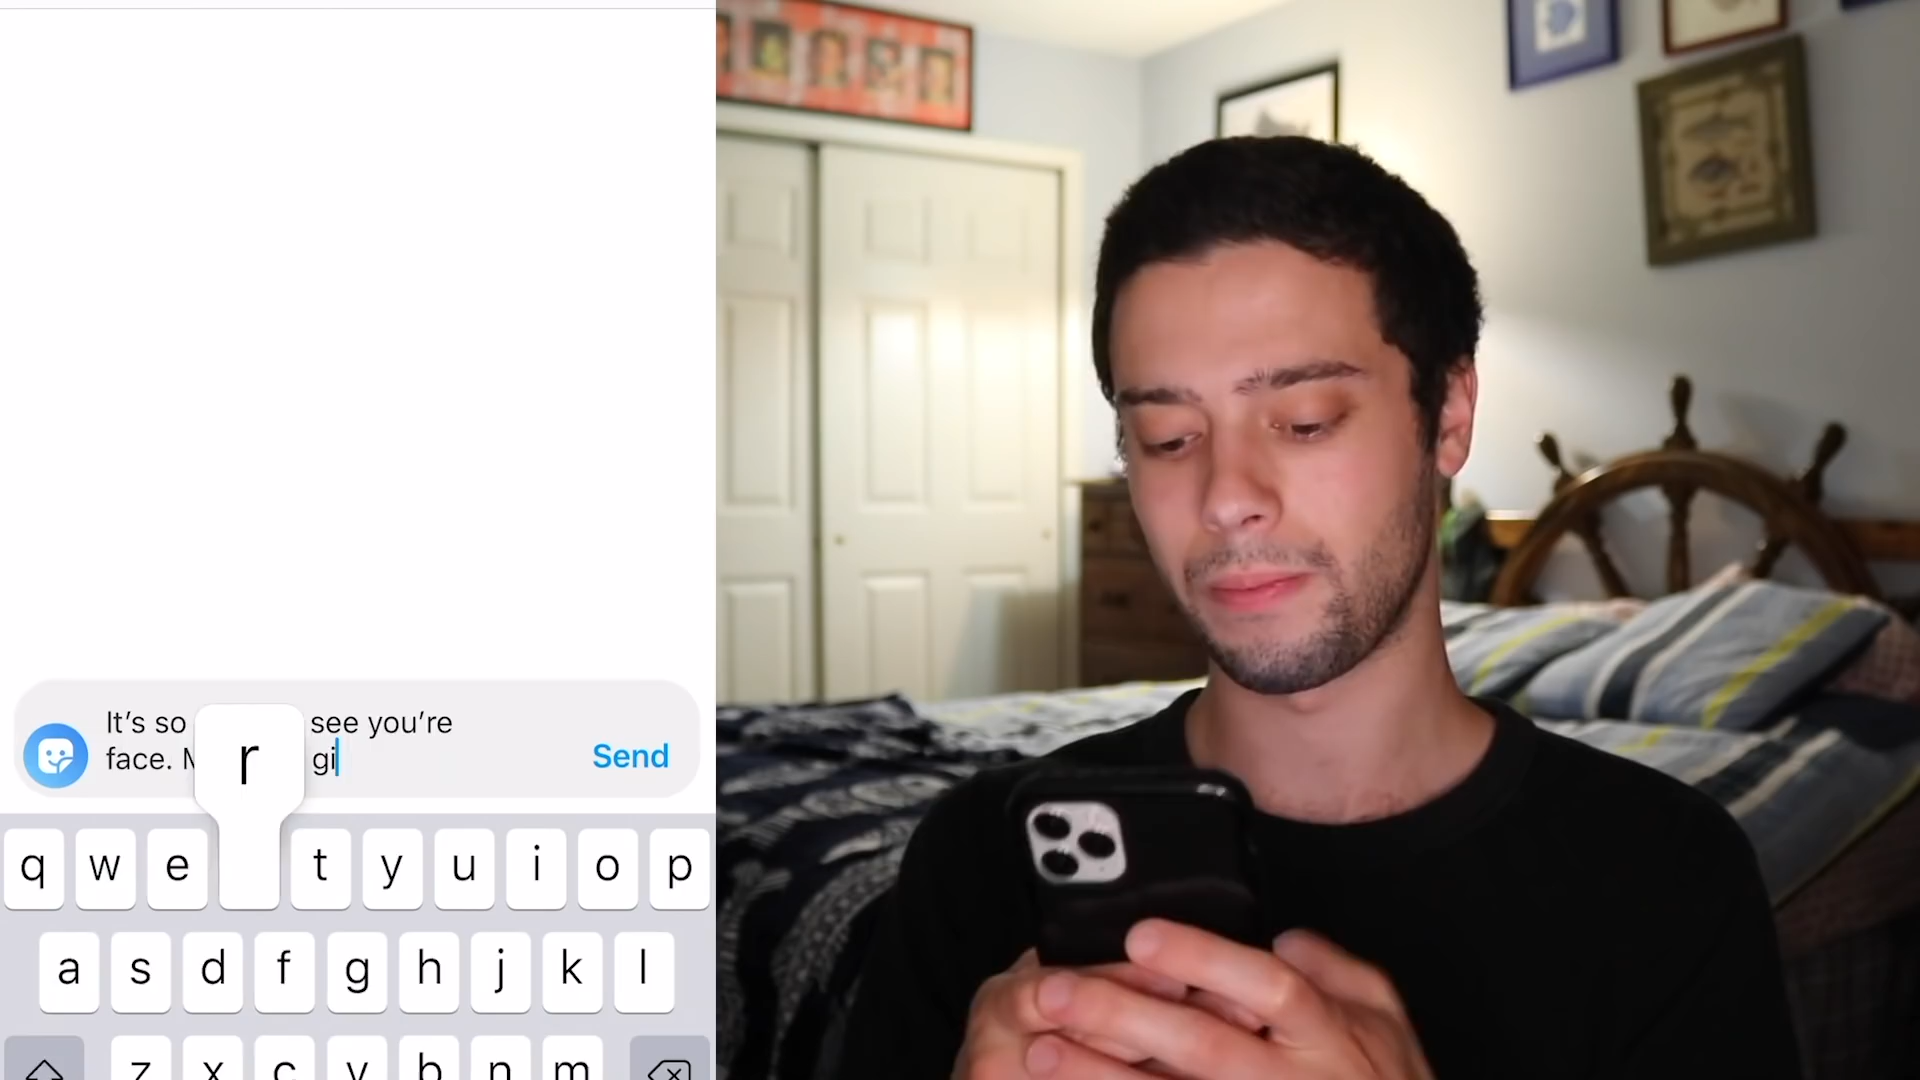 It's so see you're
face. gi
Send
r
q w e t y u i o p
a s d f g h j k l
z x c v b n m